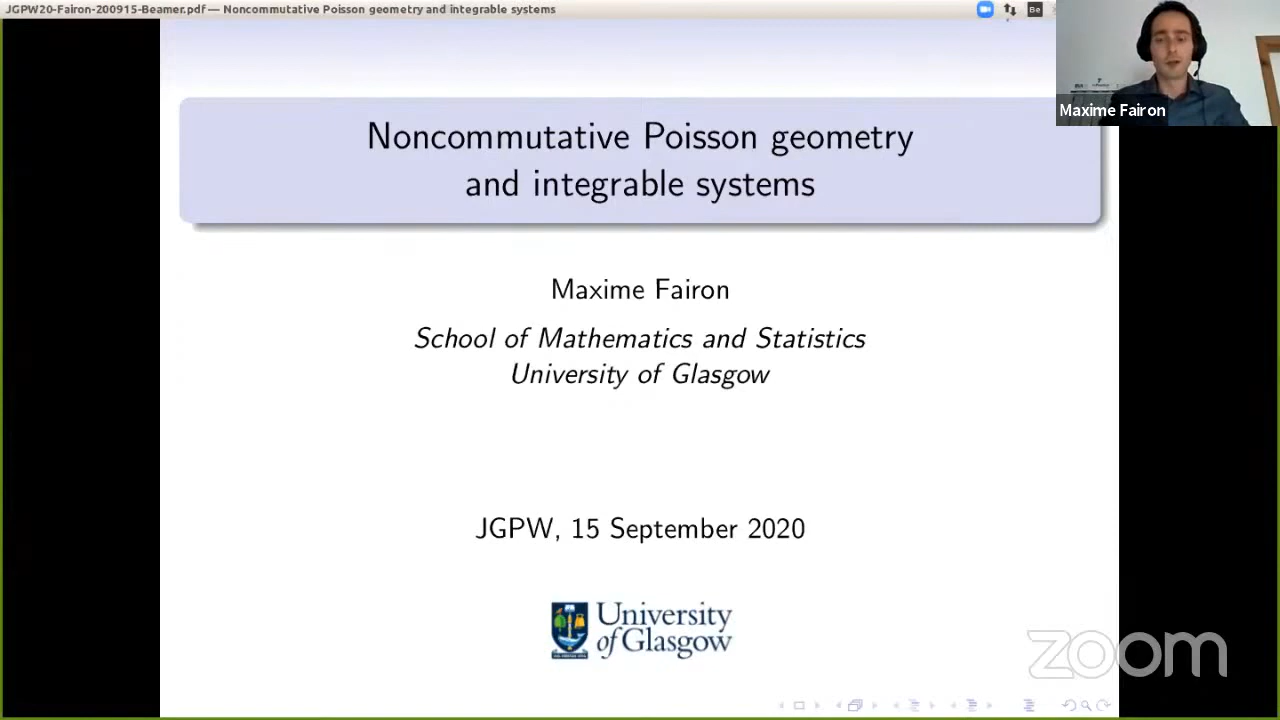 JGPW20-Fairon-200915-Beamer.pdf — Noncommutative Poisson geometry and integrable systems
Be
Maxime Fairon
Noncommutative Poisson geometry
and integrable systems
Maxime Fairon
School of Mathematics and Statistics
University of Glasgow
JGPW, 15 September 2020
University
of Glasgow
zoom